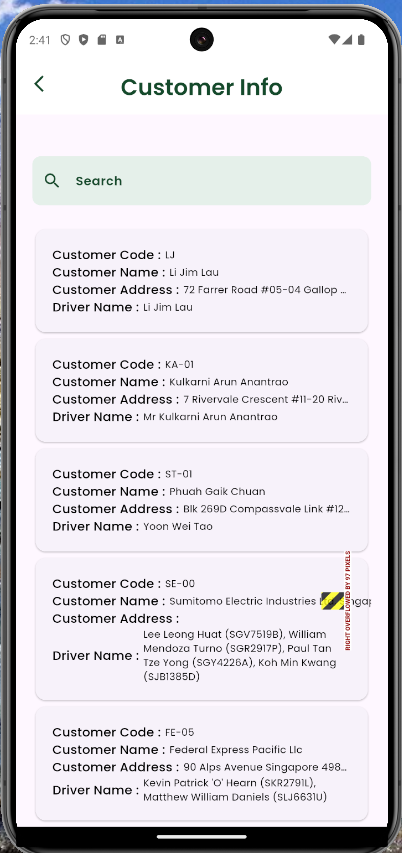 2:41
Customer Info
Search
Customer Code : LJ
Customer Name : Li Jim Lau
Customer Address : 72 Farrer Road #05-04 Gallop ...
Driver Name : Li Jim Lau
Customer Code : KA-01
Customer Name : Kulkarni Arun Anantrao
Customer Address : 7 Rivervale Crescent #11-20 Riv...
Driver Name : Mr Kulkarni Arun Anantrao
Customer Code : ST-01
Customer Name : Phuah Gaik Chuan
Customer Address : Blk 269D Compassvale Link #12...
Driver Name : Yoon Wei Tao
Customer Code : SE-00
Customer Name : Sumitomo Electric Industries
RIGHT OVERFLOWED BY 97 PIXELS
Customer Address :
Driver Name : Lee Leong Huat (SGV7519B), William
Mendoza Turno (SGR2917P), Paul Tan
Tze Yong (SGY4226A), Koh Min Kwang
(SJB1385D)
Customer Code : FE-05
Customer Name : Federal Express Pacific Llc
Customer Address : 90 Alps Avenue Singapore 498...
Driver Name : Kevin Patrick 'O' Hearn (SKR2791L),
Matthew William Daniels (SLJ6631U)